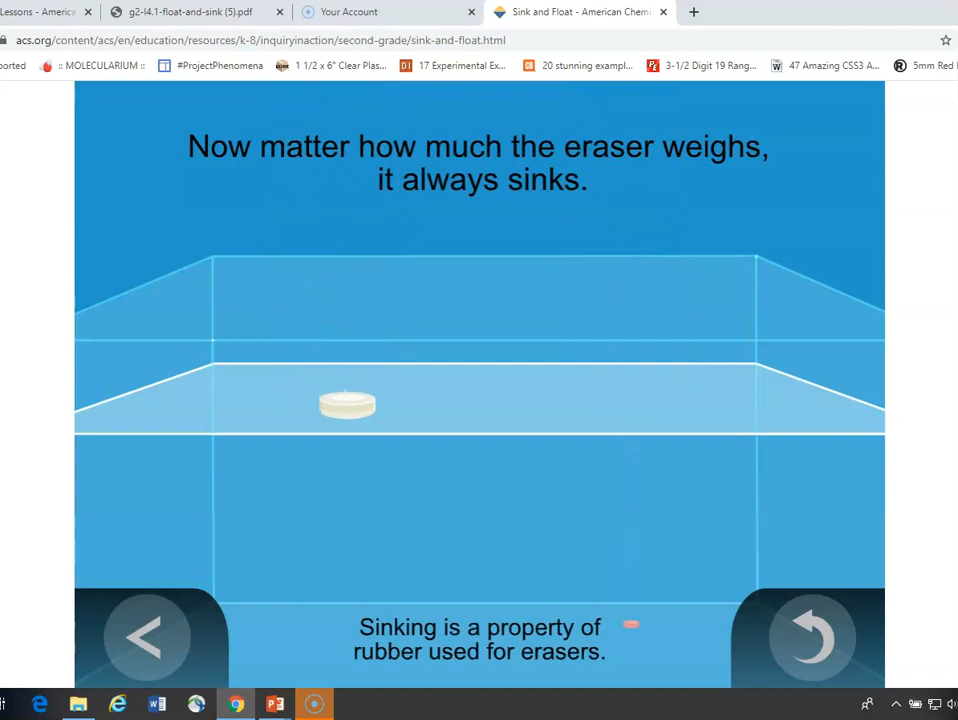 Lessons - America
g2-l4.1-float-and-sink (5).pdf
Your Account
Sink and Float - American Chemi
acs.org/content/acs/en/education/resources/k-8/inquiryinaction/second-grade/sink-and-float.html
ported
:: MOLECULARIUM ::
#ProjectPhenomena
1 1/2 x 6" Clear Plas...
17 Experimental Ex...
20 stunning exampl...
3-1/2 Digit 19 Rang...
47 Amazing CSS3 A...
5mm Red
Now matter how much the eraser weighs,
it always sinks.
Sinking is a property of
rubber used for erasers.